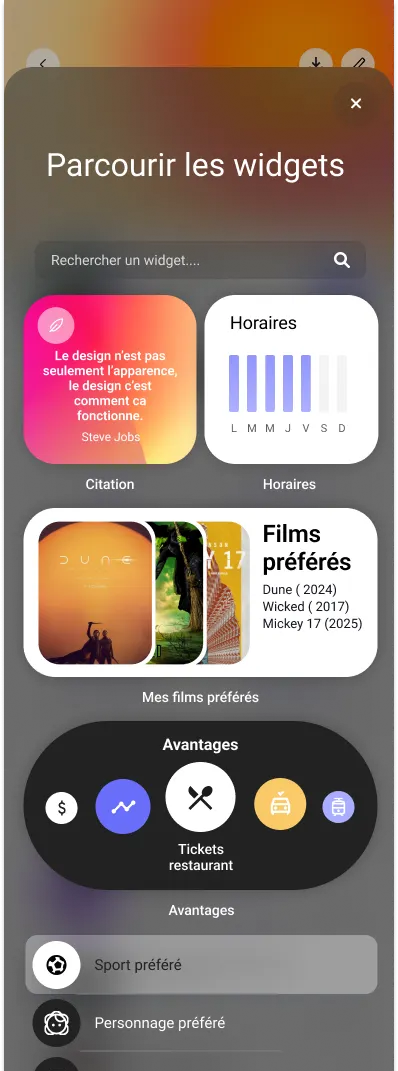 Parcourir les widgets
Rechercher un widget....
Le design n'est pas
seulement l'apparence,
le design c'est
comment ca
fonctionne.
Steve Jobs
Horaires
L M M J V S D
Citation
Horaires
DUNE
Y 17
Films
préférés
Dune ( 2024)
Wicked ( 2017)
Mickey 17 (2025)
Mes films préférés
Avantages
$
Tickets
restaurant
Avantages
Sport préféré
Personnage préféré